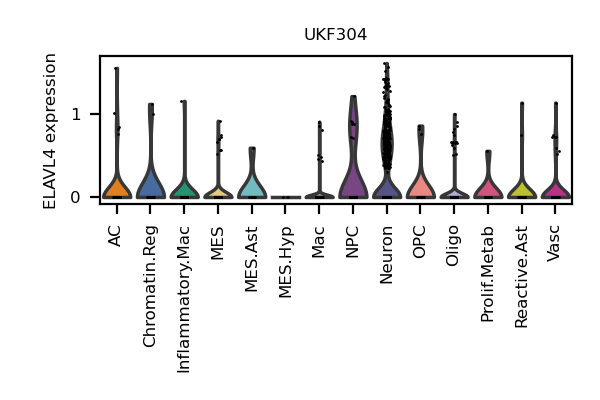 UKF304
ELAVL4 expression
1
0
AC
Chromatin.Reg
Inflammatory.Mac
MES
MES.Ast
MES.Hyp
Mac
NPC
Neuron
OPC
Oligo
Prolif.Metab
Reactive.Ast
Vasc